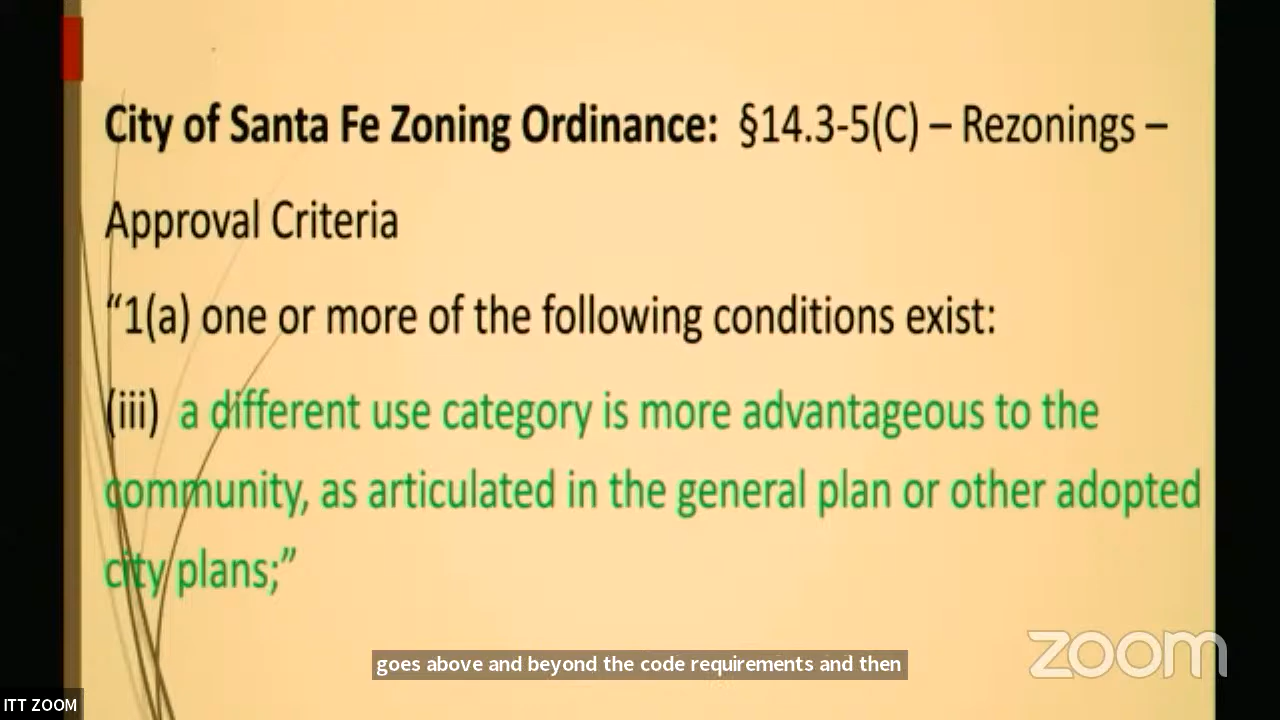 City of Santa Fe Zoning Ordinance: §14.3-5(C) – Rezonings –
Approval Criteria
“1(a) one or more of the following conditions exist:
(iii) a different use category is more advantageous to the
community, as articulated in the general plan or other adopted
city plans;”
goes above and beyond the code requirements and then
zoom
ITT ZOOM